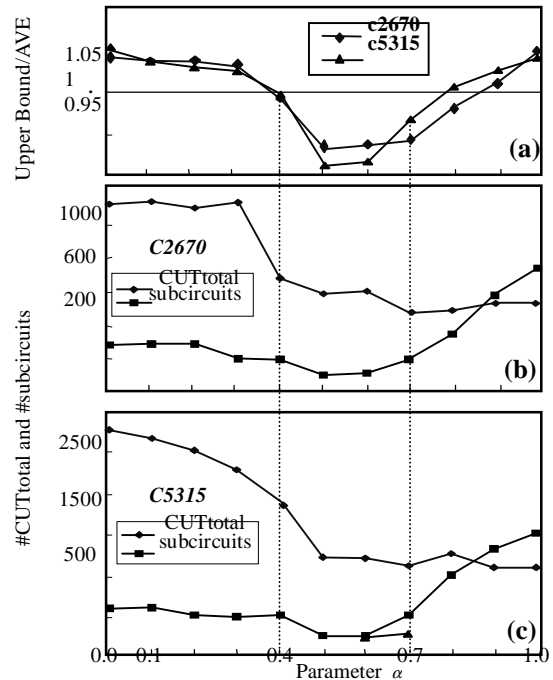 Upper Bound/AVE
1.05
1
0.95
c2670
c5315
(a)
#CUTtotal and #subcircuits
1000
600
200
C2670
CUTtotal
subcircuits
(b)
2500
1500
500
C5315
CUTtotal
subcircuits
(c)
0.0 0.1 0.4 0.7 1.0
Parameter α